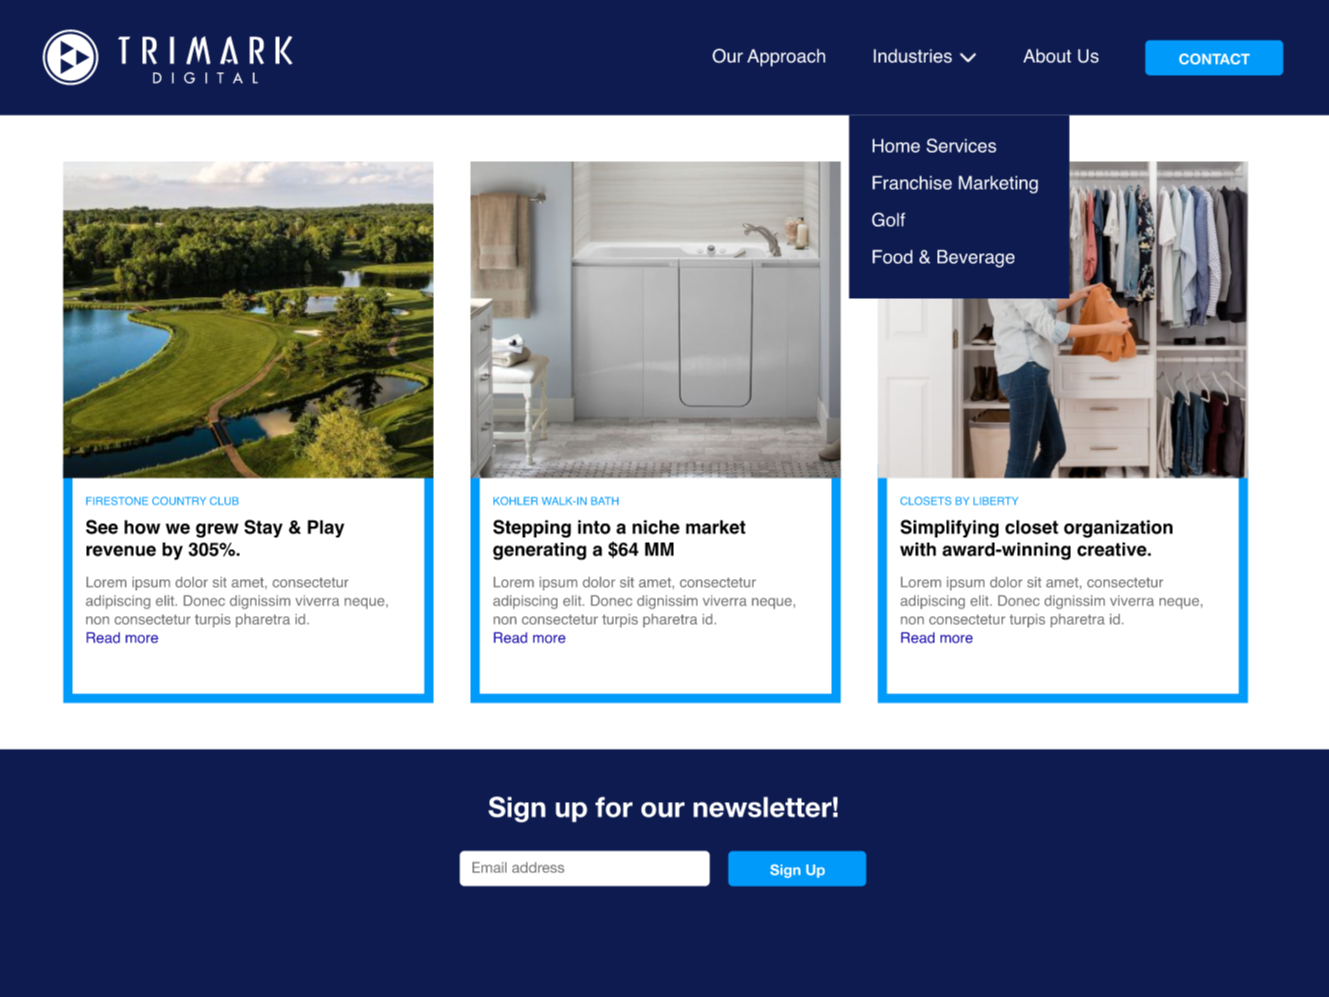 TRIMARK
DIGITAL
Our Approach
Industries
About Us
CONTACT
Home Services
Franchise Marketing
Golf
Food & Beverage
FIRESTONE COUNTRY CLUB
See how we grew Stay & Play
revenue by 305%.
Lorem ipsum dolor sit amet, consectetur
adipiscing elit. Donec dignissim viverra neque,
non consectetur turpis pharetra id.
Read more
KOHLER WALK-IN BATH
Stepping into a niche market
generating a $64 MM
Lorem ipsum dolor sit amet, consectetur
adipiscing elit. Donec dignissim viverra neque,
non consectetur turpis pharetra id.
Read more
CLOSETS BY LIBERTY
Simplifying closet organization
with award-winning creative.
Lorem ipsum dolor sit amet, consectetur
adipiscing elit. Donec dignissim viverra neque,
non consectetur turpis pharetra id.
Read more
Sign up for our newsletter!
Email address
Sign Up